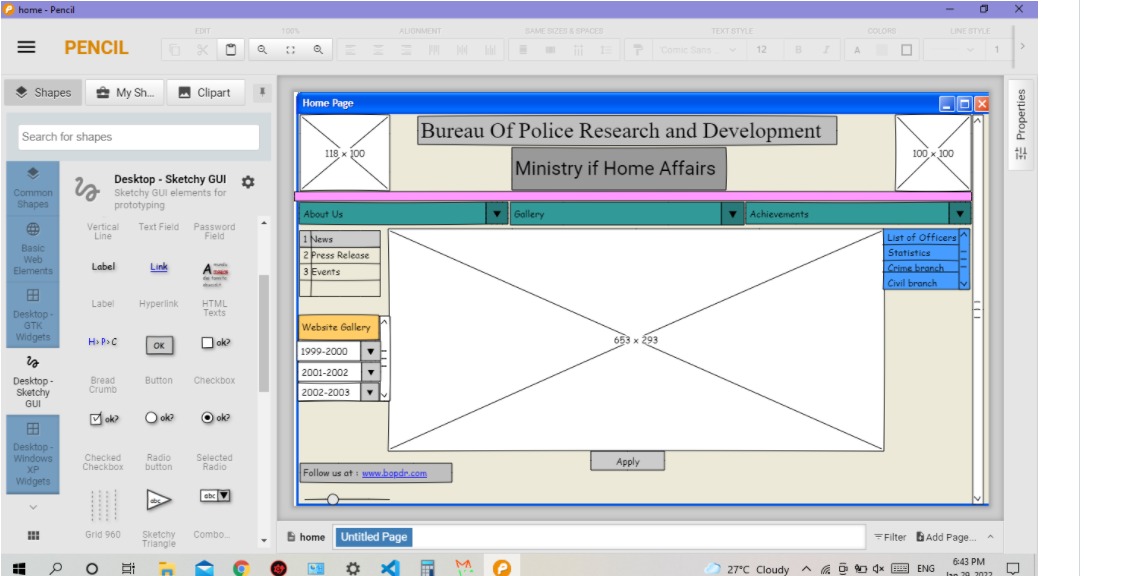 home - Pencil
EDIT 100% ALIGNMENT SAME SIZES & SPACES TEXT STYLE COLORS LINE STYLE
PENCIL
Comic Sans... 12 B I A 1
Shapes My Sh... Clipart
Search for shapes
Common Shapes
Basic Web Elements
Desktop - GTK Widgets
Desktop - Sketchy GUI
Desktop - Windows XP Widgets
Desktop - Sketchy GUI
Sketchy GUI elements for
prototyping
Vertical Line Text Field Password Field
Label Link
Label Hyperlink HTML Texts
H> P> C OK ok?
Bread Crumb Button Checkbox
ok? ok? ok?
Checked Checkbox Radio button Selected Radio
abc abc
Grid 960 Sketchy Triangle Combo...
Home Page
118 x 100
Bureau Of Police Research and Development
Ministry if Home Affairs
100 x 100
About Us Gallery Achievements
1 News
2 Press Release
3 Events
List of Officers
Statistics
Crime branch
Civil branch
Website Gallery
1999-2000
2001-2002
2002-2003
653 x 293
Apply
Follow us at : www.bopdr.com
Properties
home Untitled Page Filter Add Page...
27°C Cloudy ENG 6:43 PM
Jan 29, 2022